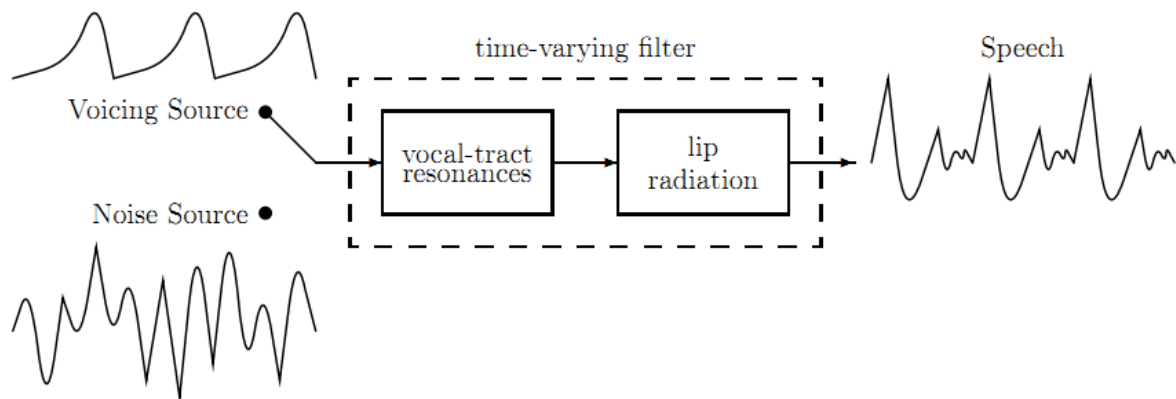 time-varying filter
Speech
Voicing Source
vocal-tract
resonances
lip
radiation
Noise Source